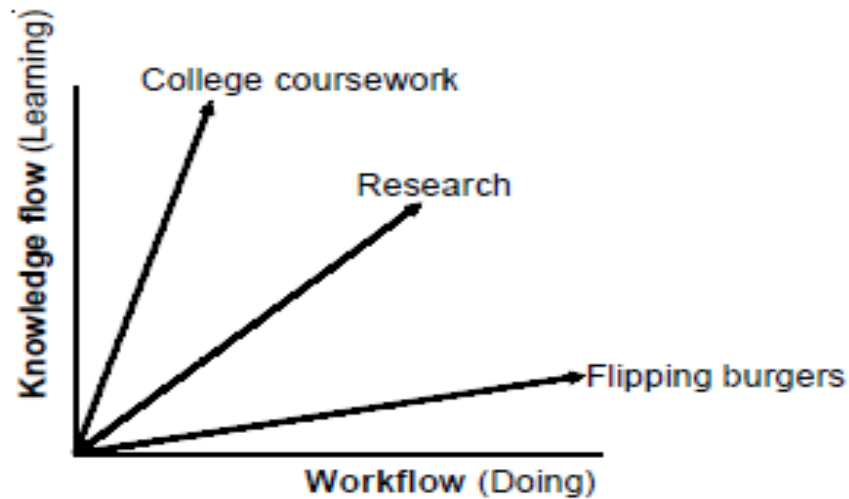 College coursework
Research
Flipping burgers
Knowledge flow (Learning)
Workflow (Doing)